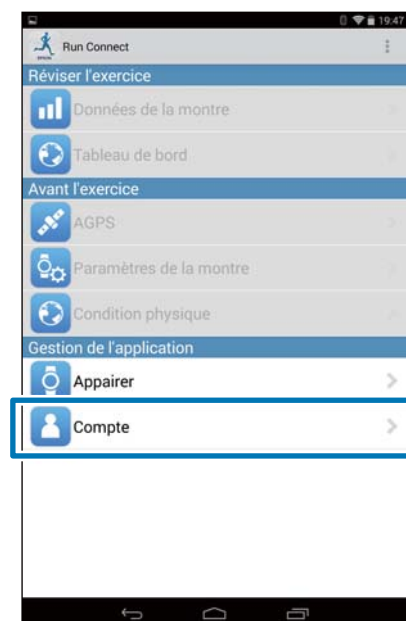 19:47
EPSON
Run Connect
Réviser l'exercice
Données de la montre
Tableau de bord
Avant l'exercice
AGPS
Paramètres de la montre
Condition physique
Gestion de l'application
Appairer
Compte